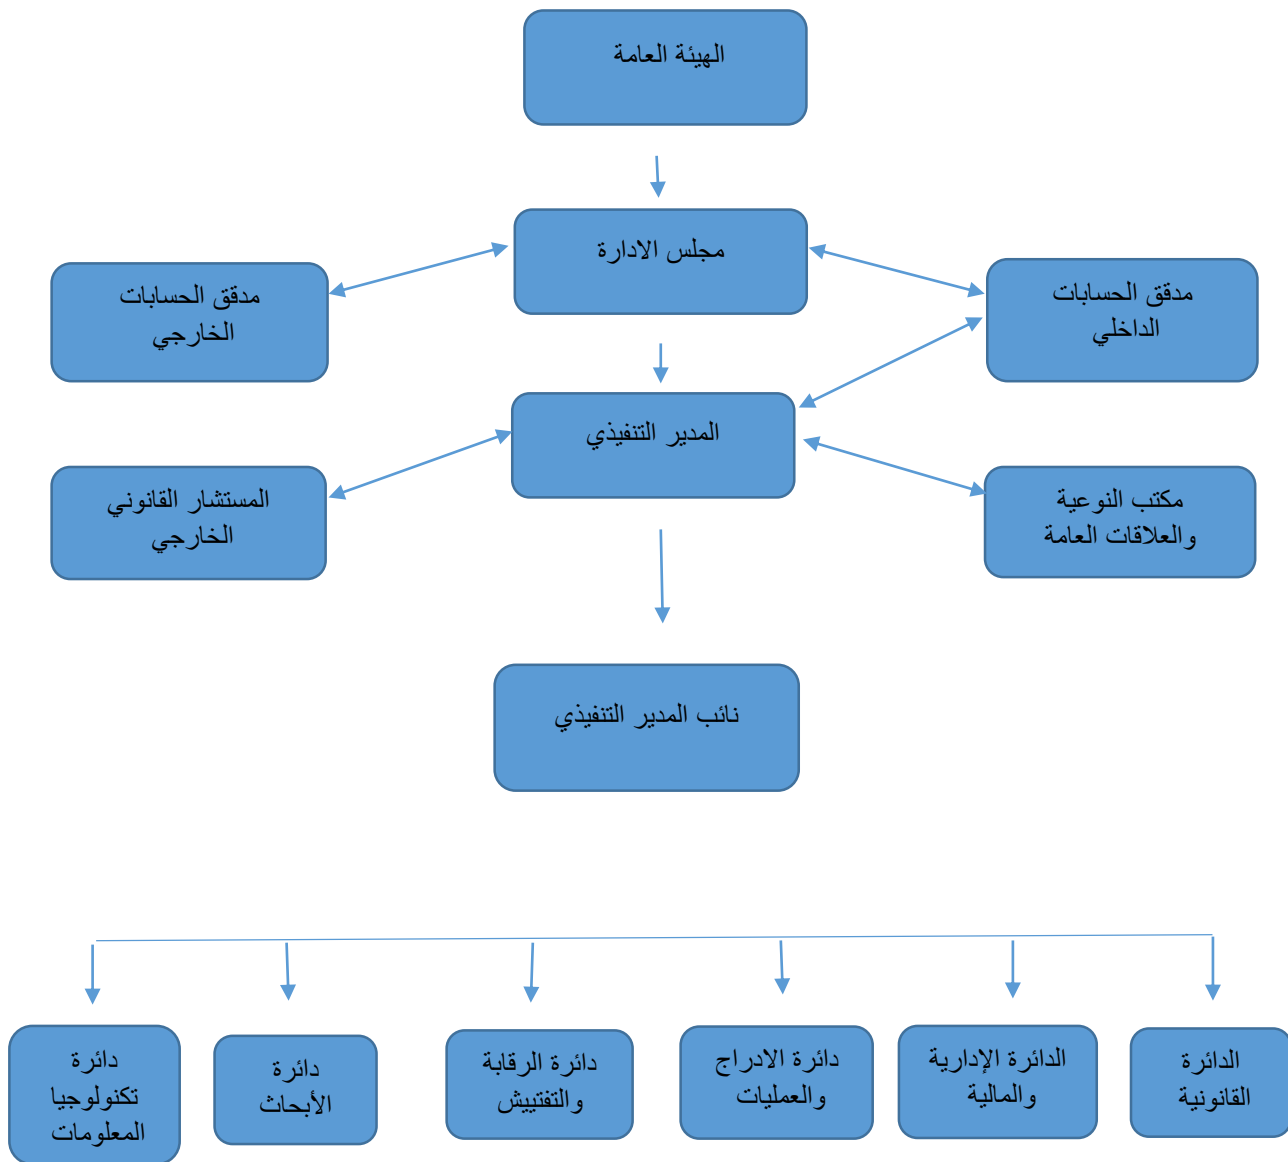 الهيئة العامة
مجلس الادارة
مدقق الحسابات
الداخلي
مدقق الحسابات
الخارجي
المدير التنفيذي
مكتب النوعية
والعلاقات العامة
المستشار القانوني
الخارجي
نائب المدير التنفيذي
الدائرة
القانونية
الدائرة الإدارية
والمالية
دائرة الادراج
والعمليات
دائرة الرقابة
والتفتييش
دائرة
الأبحاث
دائرة
تكنولوجيا
المعلومات